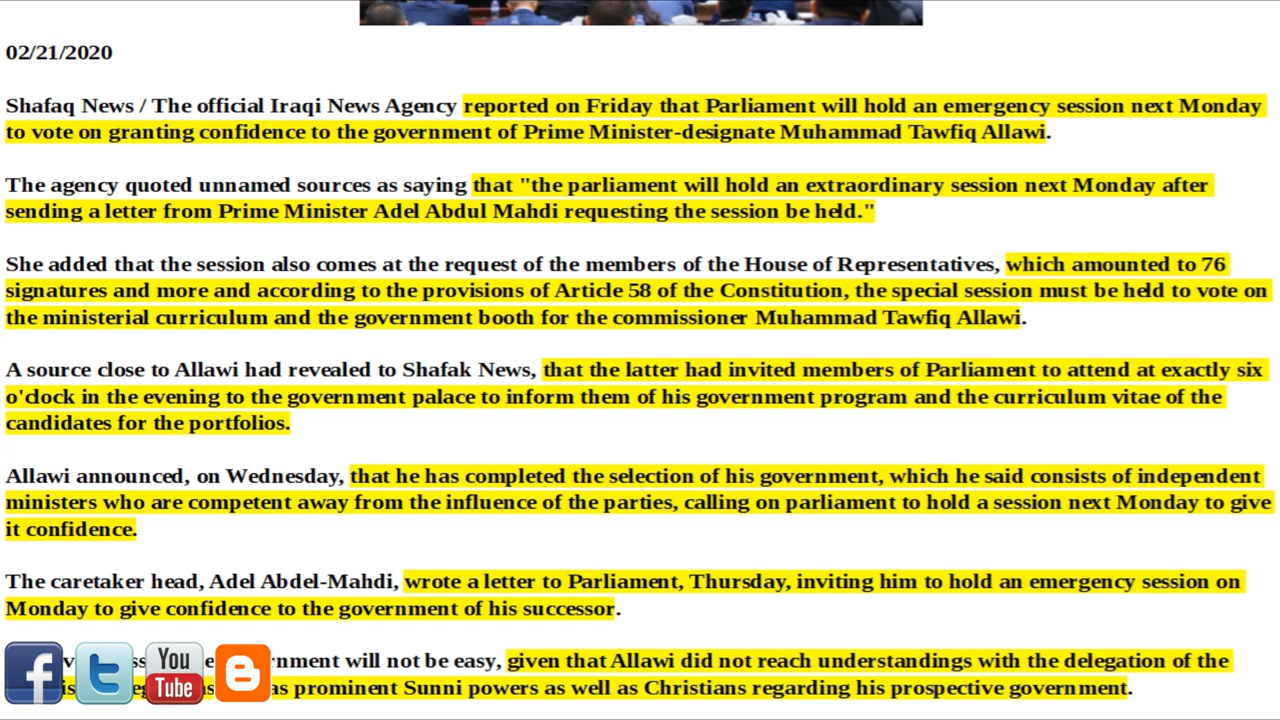 02/21/2020
Shafaq News / The official Iraqi News Agency reported on Friday that Parliament will hold an emergency session next Monday
to vote on granting confidence to the government of Prime Minister-designate Muhammad Tawfiq Allawi.
The agency quoted unnamed sources as saying that "the parliament will hold an extraordinary session next Monday after
sending a letter from Prime Minister Adel Abdul Mahdi requesting the session be held."
She added that the session also comes at the request of the members of the House of Representatives, which amounted to 76
signatures and more and according to the provisions of Article 58 of the Constitution, the special session must be held to vote on
the ministerial curriculum and the government booth for the commissioner Muhammad Tawfiq Allawi.
A source close to Allawi had revealed to Shafak News, that the latter had invited members of Parliament to attend at exactly six
o'clock in the evening to the government palace to inform them of his government program and the curriculum vitae of the
candidates for the portfolios.
Allawi announced, on Wednesday, that he has completed the selection of his government, which he said consists of independent
ministers who are competent away from the influence of the parties, calling on parliament to hold a session next Monday to give
it confidence.
The caretaker head, Adel Abdel-Mahdi, wrote a letter to Parliament, Thursday, inviting him to hold an emergency session on
Monday to give confidence to the government of his successor.
will not be easy, given that Allawi did not reach understandings with the delegation of the
as prominent Sunni powers as well as Christians regarding his prospective government.
You
Tube